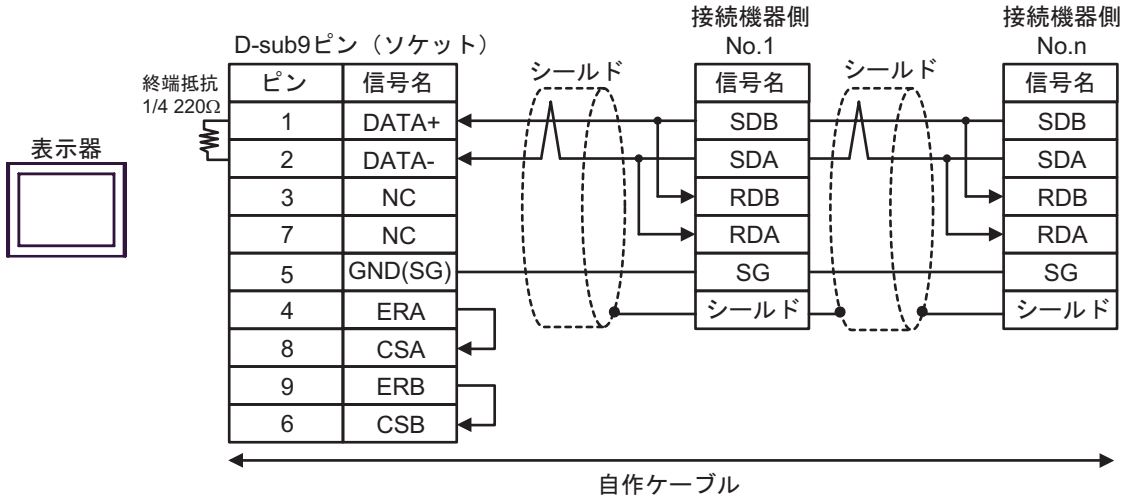 接続機器側 接続機器側
D-sub9ピン（ソケット） No.1 No.n
終端抵抗 ピン 信号名 シールド 信号名 シールド 信号名
1/4 220Ω 1 DATA+ SDB SDB
表示器 2 DATA- SDA SDA
3 NC RDB RDB
7 NC RDA RDA
5 GND(SG) SG SG
4 ERA シールド シールド
8 CSA
9 ERB
6 CSB
自作ケーブル